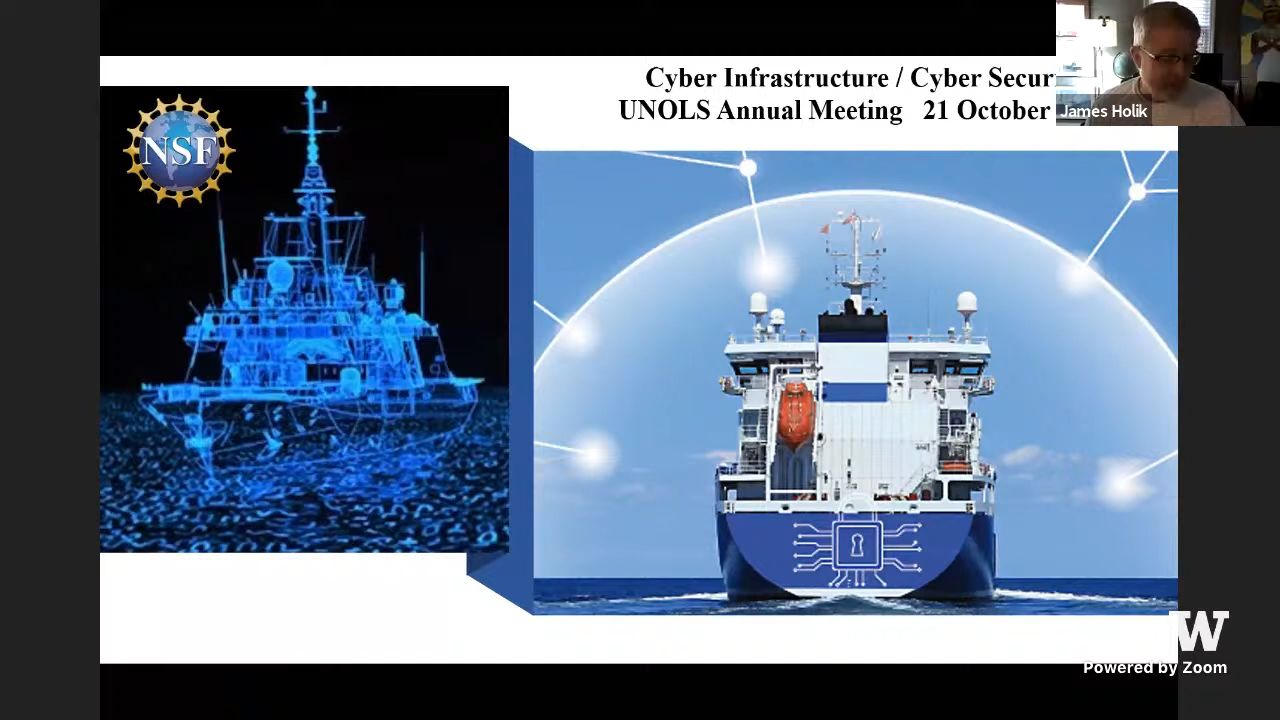 Cyber Infrastructure / Cyber Secur
UNOLS Annual Meeting 21 October
James Holik
NSF
W
Powered by Zoom